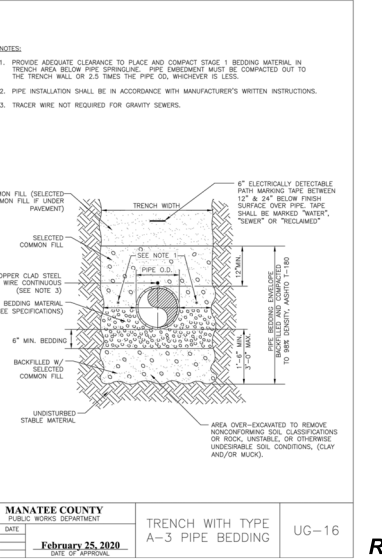 NOTES:
1. PROVIDE ADEQUATE CLEARANCE TO PLACE AND COMPACT STAGE 1 BEDDING MATERIAL IN
TRENCH AREA BELOW PIPE SPRINGLINE. PIPE EMBEDMENT MUST BE COMPACTED OUT TO
THE TRENCH WALL OR 2.5 TIMES THE PIPE OD, WHICHEVER IS LESS.
2. PIPE INSTALLATION SHALL BE IN ACCORDANCE WITH MANUFACTURER'S WRITTEN INSTRUCTIONS.
3. TRACER WIRE NOT REQUIRED FOR GRAVITY SEWERS.
6" ELECTRICALLY DETECTABLE
PATH MARKING TAPE BETWEEN
12" & 24" BELOW FINISH
SURFACE OVER PIPE. TAPE
SHALL BE MARKED "WATER",
"SEWER" OR "RECLAIMED"
MON FILL (SELECTED
MMON FILL IF UNDER
PAVEMENT)
TRENCH WIDTH
SELECTED
COMMON FILL
SEE NOTE 1
PIPE O.D.
12"MIN.
OPPER CLAD STEEL
WIRE CONTINUOUS
(SEE NOTE 3)
BEDDING MATERIAL
EE SPECIFICATIONS)
6" MIN. BEDDING
1'-6" MIN.
3'-0" MAX.
PIPE BEDDING ENVELOPE
BACKFILLED AND COMPACTED
TO 98% DENSITY, AASHTO T-180
BACKFILLED W/
SELECTED
COMMON FILL
UNDISTURBED
STABLE MATERIAL
AREA OVER-EXCAVATED TO REMOVE
NONCONFORMING SOIL CLASSIFICATIONS
OR ROCK, UNSTABLE, OR OTHERWISE
UNDESIRABLE SOIL CONDITIONS, (CLAY
AND/OR MUCK).
MANATEE COUNTY
PUBLIC WORKS DEPARTMENT
DATE
February 25, 2020
DATE OF APPROVAL
TRENCH WITH TYPE
A-3 PIPE BEDDING
UG-16
R